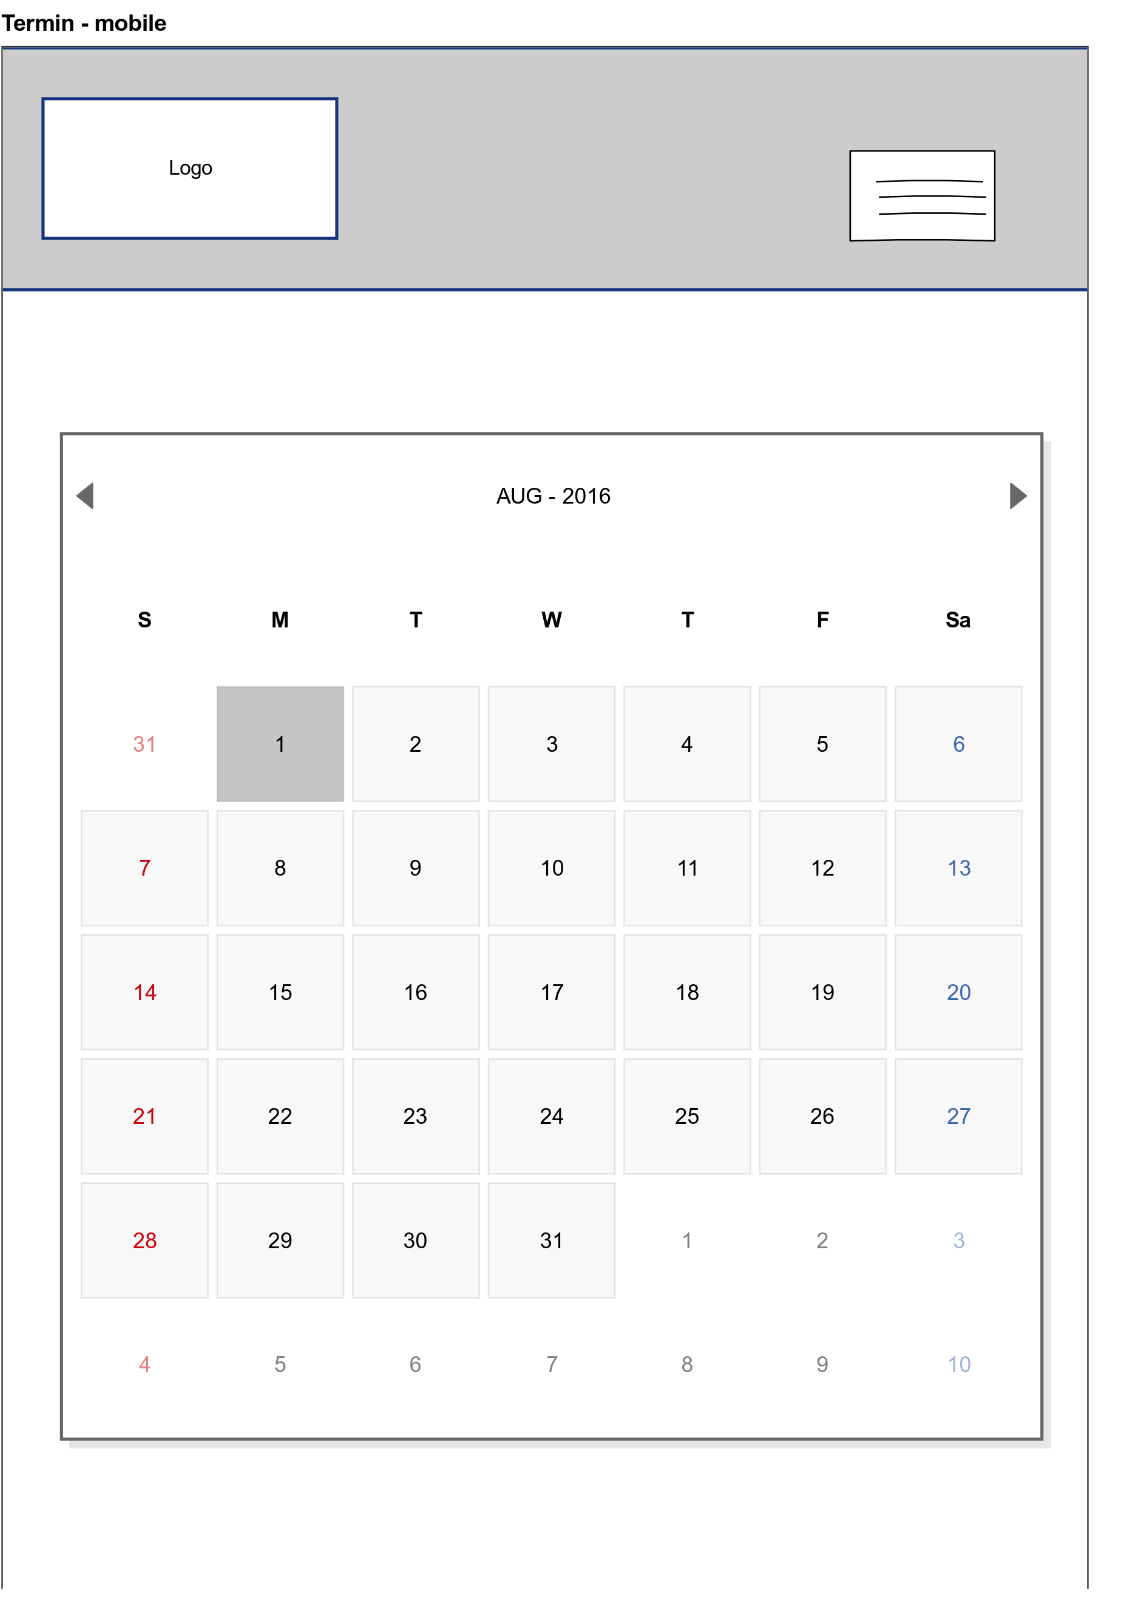 Termin - mobile
Logo
AUG - 2016
S M T W T F Sa
31 1 2 3 4 5 6
7 8 9 10 11 12 13
14 15 16 17 18 19 20
21 22 23 24 25 26 27
28 29 30 31 1 2 3
4 5 6 7 8 9 10